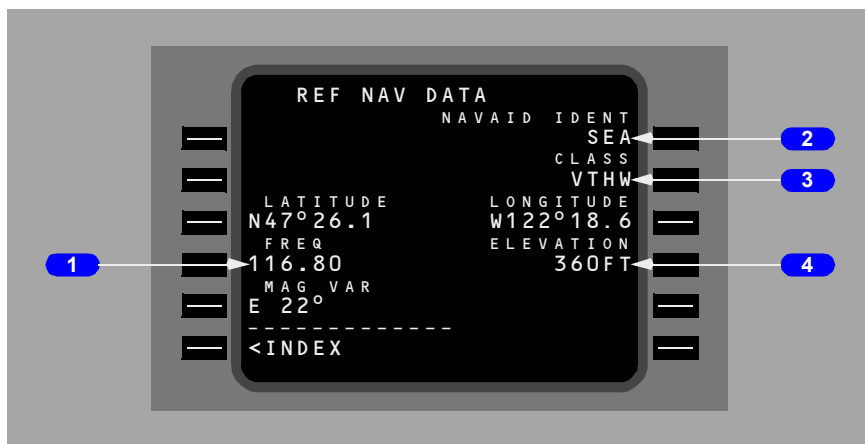 REF NAV DATA
NAVAID IDENT
SEA
2
CLASS
VTHW
3
LATITUDE LONGITUDE
N47°26.1 W122°18.6
FREQ ELEVATION
1 116.80 360FT 4
MAG VAR
E 22°
--------------
<INDEX